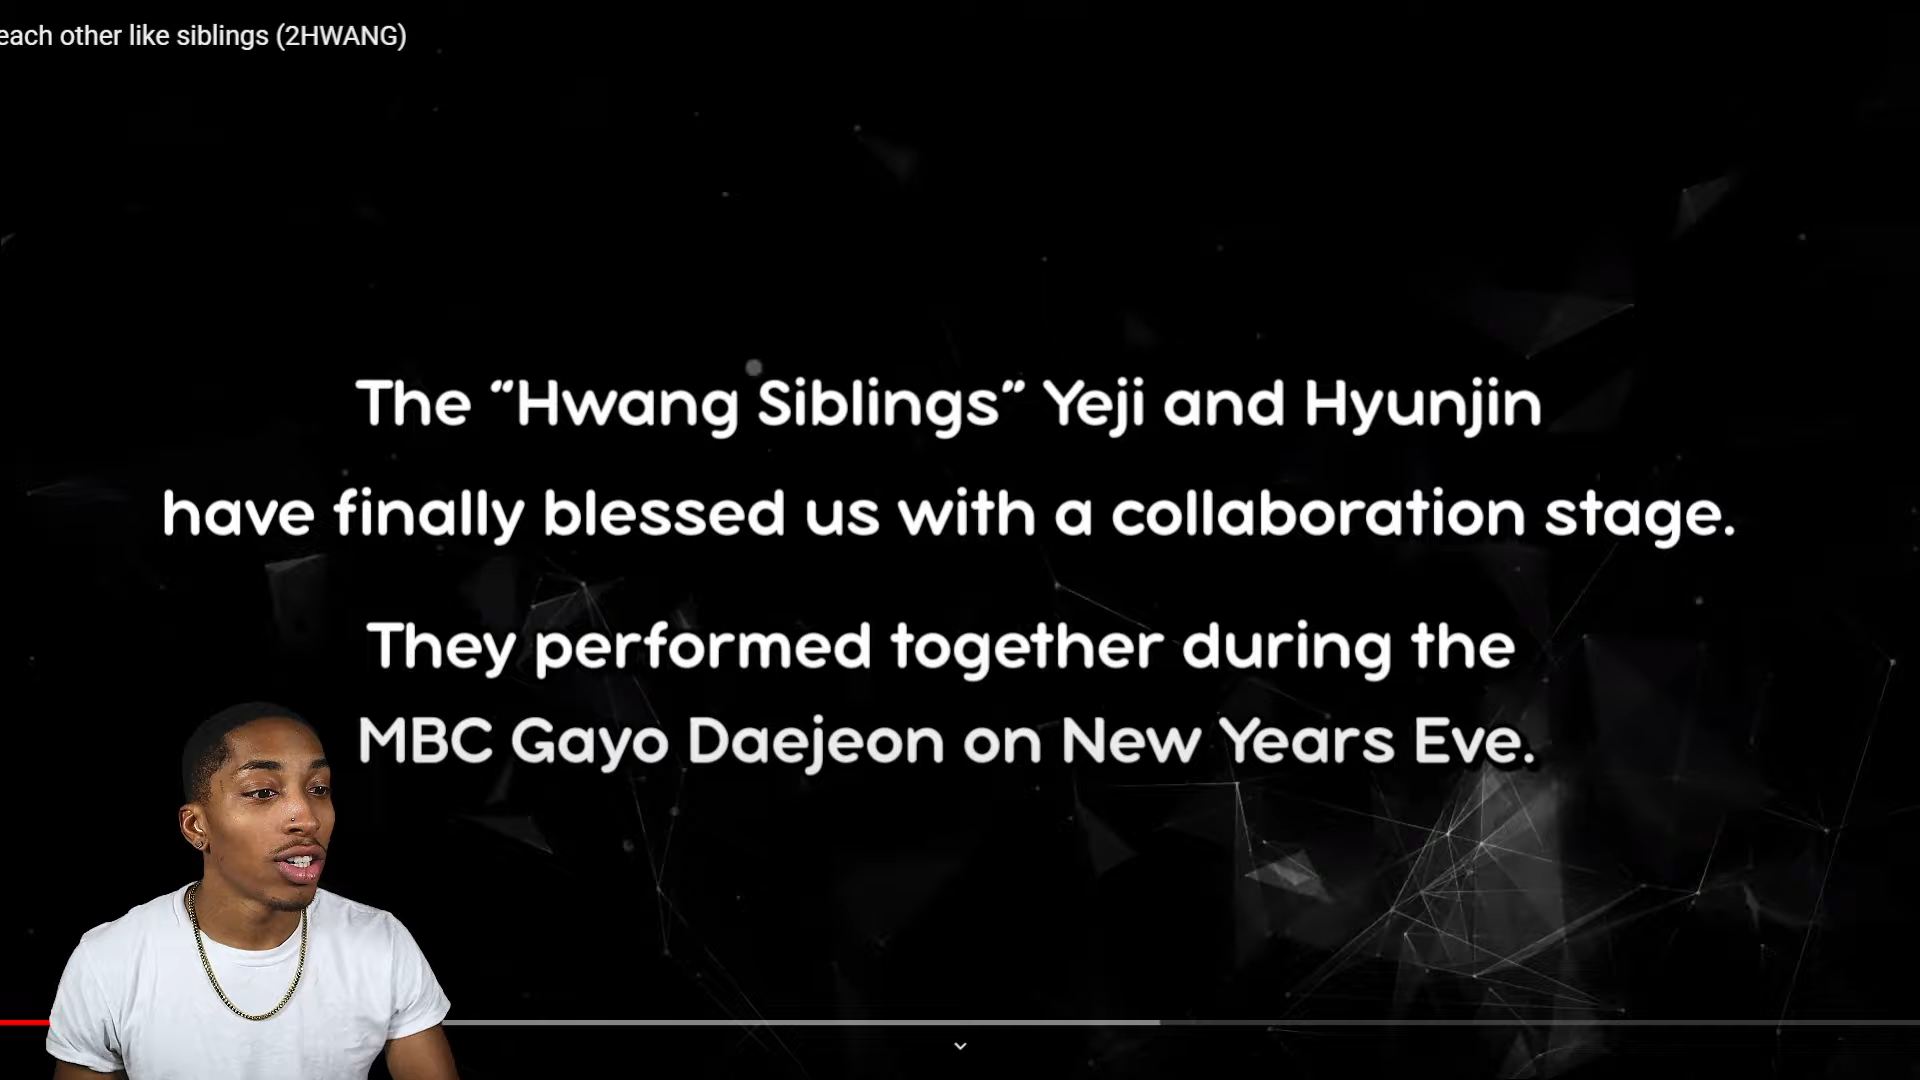 each other like siblings (2HWANG)
The “Hwang Siblings” Yeji and Hyunjin
have finally blessed us with a collaboration stage.
They performed together during the
MBC Gayo Daejeon on New Years Eve.